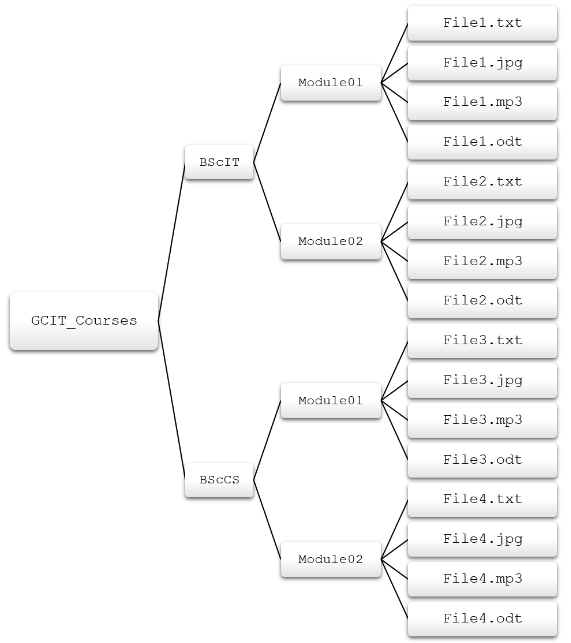 GCIT_Courses
BScIT
Module01
File1.txt
File1.jpg
File1.mp3
File1.odt
Module02
File2.txt
File2.jpg
File2.mp3
File2.odt
BScCS
Module01
File3.txt
File3.jpg
File3.mp3
File3.odt
Module02
File4.txt
File4.jpg
File4.mp3
File4.odt